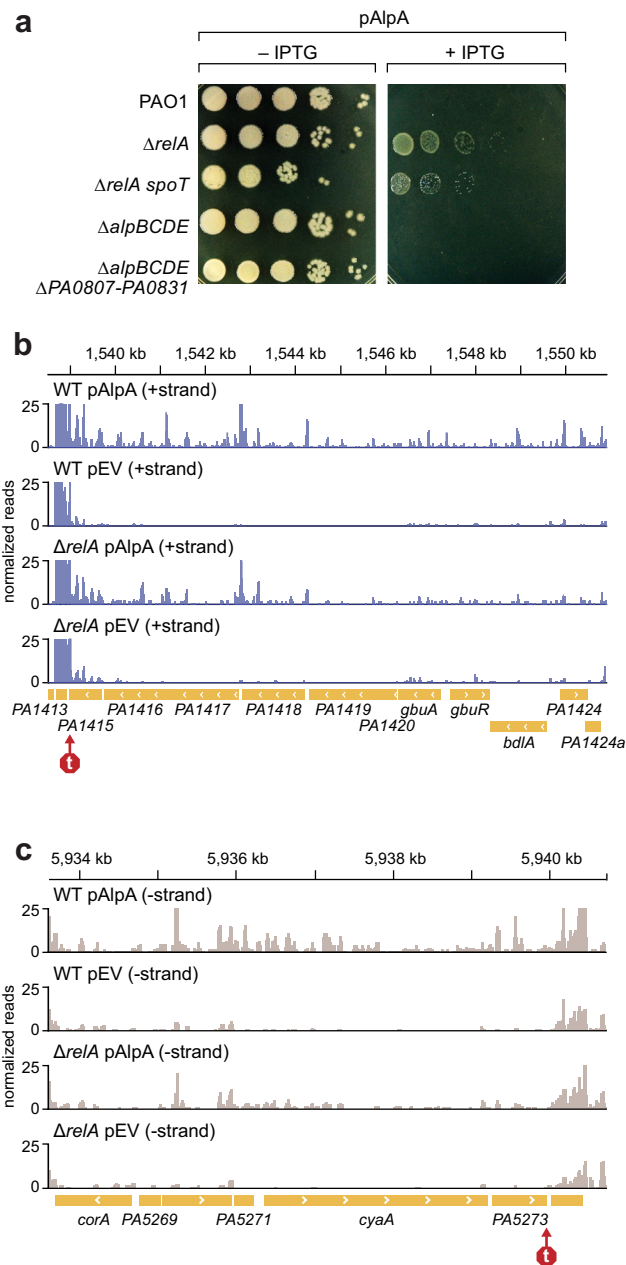 a
pAlpA
– IPTG + IPTG
PAO1
ΔrelA
ΔrelA spoT
ΔalpBCDE
ΔalpBCDE
ΔPA0807-PA0831
b
1,540 kb 1,542 kb 1,544 kb 1,546 kb 1,548 kb 1,550 kb
WT pAlpA (+strand)
25
0
WT pEV (+strand)
25
0
normalized reads
ΔrelA pAlpA (+strand)
25
0
ΔrelA pEV (+strand)
25
0
PA1413 PA1416 PA1417 PA1418 PA1419 gbuA gbuR PA1424
PA1415 PA1420 bdlA PA1424a
t
c
5,934 kb 5,936 kb 5,938 kb 5,940 kb
WT pAlpA (-strand)
25
0
WT pEV (-strand)
25
0
normalized reads
ΔrelA pAlpA (-strand)
25
0
ΔrelA pEV (-strand)
25
0
corA PA5269 PA5271 cyaA PA5273
t